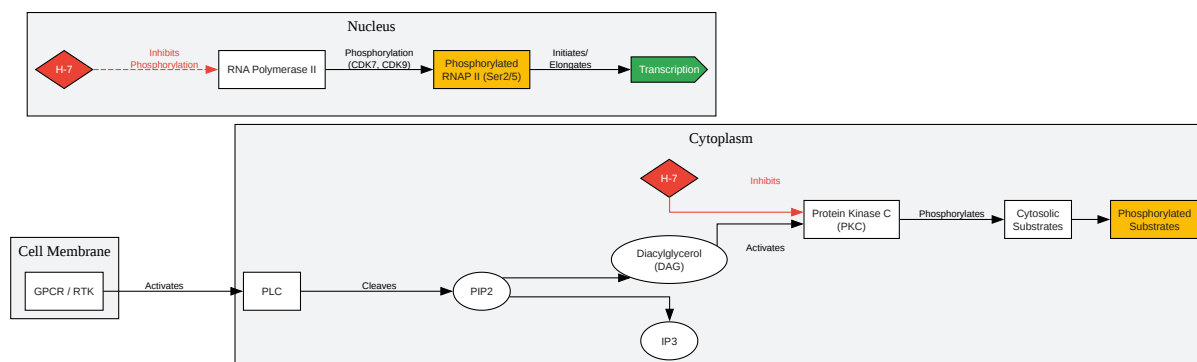 Nucleus
H-7
Inhibits
Phosphorylation
RNA Polymerase II
Phosphorylation
(CDK7, CDK9)
Phosphorylated
RNAP II (Ser2/5)
Initiates/
Elongates
Transcription
Cytoplasm
H-7
Inhibits
Protein Kinase C
(PKC)
Phosphorylates
Cytosolic
Substrates
Phosphorylated
Substrates
Cell Membrane
GPCR / RTK
Activates
PLC
Cleaves
PIP2
Diacylglycerol
(DAG)
Activates
IP3